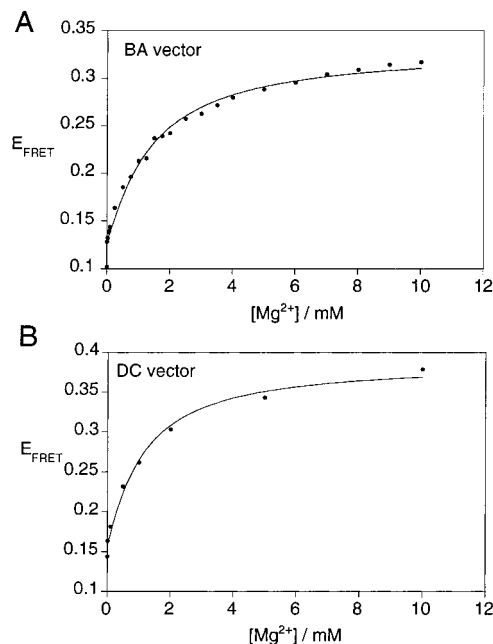 A
BA vector
0.35
0.3
0.25
E_FRET
0.2
0.15
0.1
0 2 4 6 8 10 12
[Mg²⁺] / mM
B
0.4
DC vector
0.35
0.3
E_FRET
0.25
0.2
0.15
0.1
0 2 4 6 8 10 12
[Mg²⁺] / mM